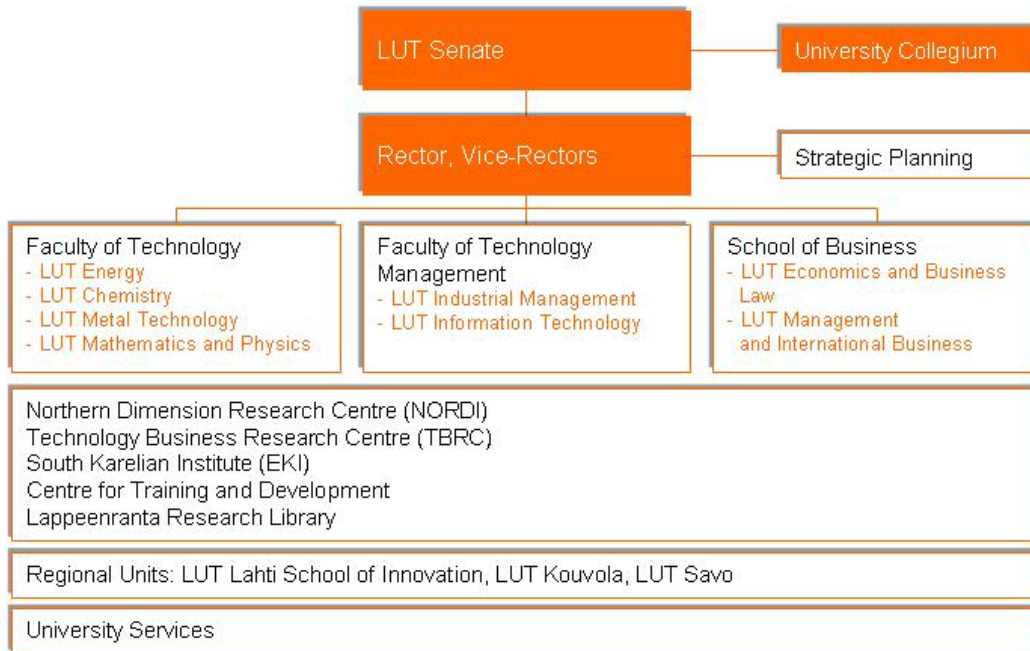 LUT Senate
University Collegium
Rector, Vice-Rectors
Strategic Planning
Faculty of Technology
- LUT Energy
- LUT Chemistry
- LUT Metal Technology
- LUT Mathematics and Physics
Faculty of Technology
Management
- LUT Industrial Management
- LUT Information Technology
School of Business
- LUT Economics and Business
Law
- LUT Management
and International Business
Northern Dimension Research Centre (NORDI)
Technology Business Research Centre (TBRC)
South Karelian Institute (EKI)
Centre for Training and Development
Lappeenranta Research Library
Regional Units: LUT Lahti School of Innovation, LUT Kouvola, LUT Savo
University Services